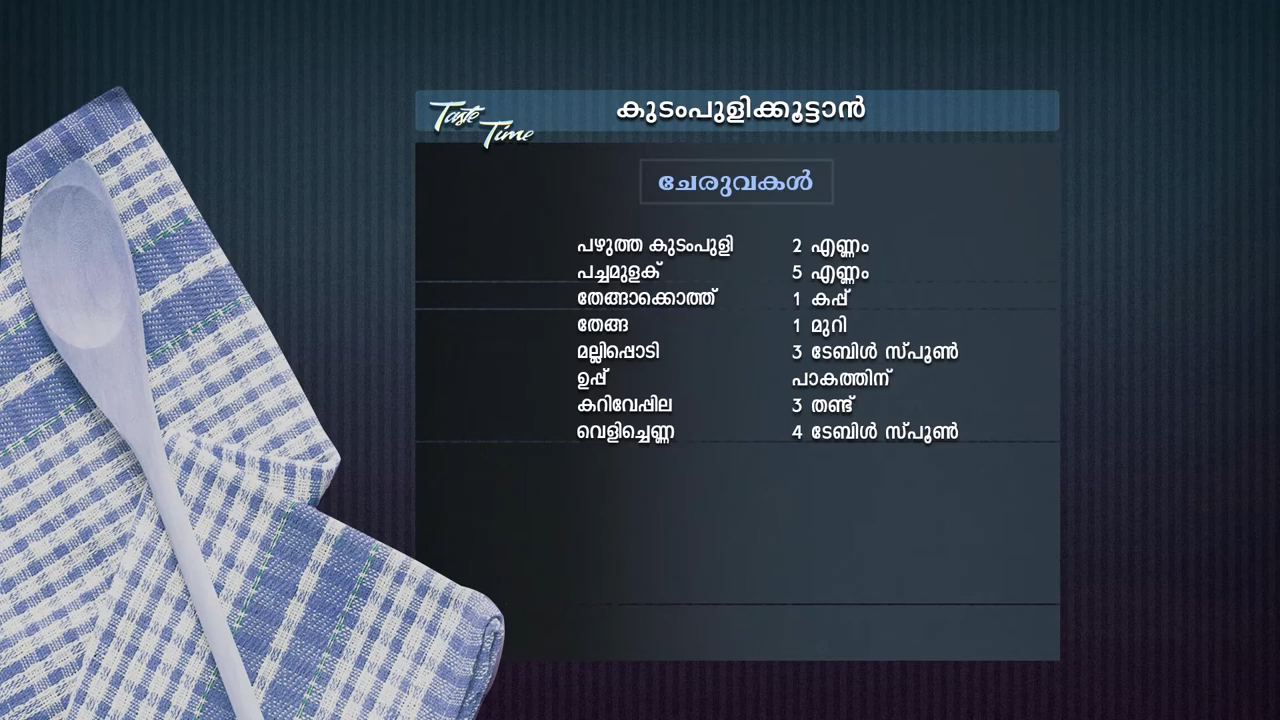 Taste Time
കുടംപുളിക്കൂട്ടാൻ
ചേരുവകൾ
പഴുത്ത കുടംപുളി 2 എണ്ണം
പച്ചമുളക് 5 എണ്ണം
തേങ്ങാക്കൊത്ത് 1 കപ്പ്
തേങ്ങ 1 മുറി
മല്ലിപ്പൊടി 3 ടേബിൾ സ്പൂൺ
ഉപ്പ് പാകത്തിന്
കറിവേപ്പില 3 തണ്ട്
വെളിച്ചെണ്ണ 4 ടേബിൾ സ്പൂൺ